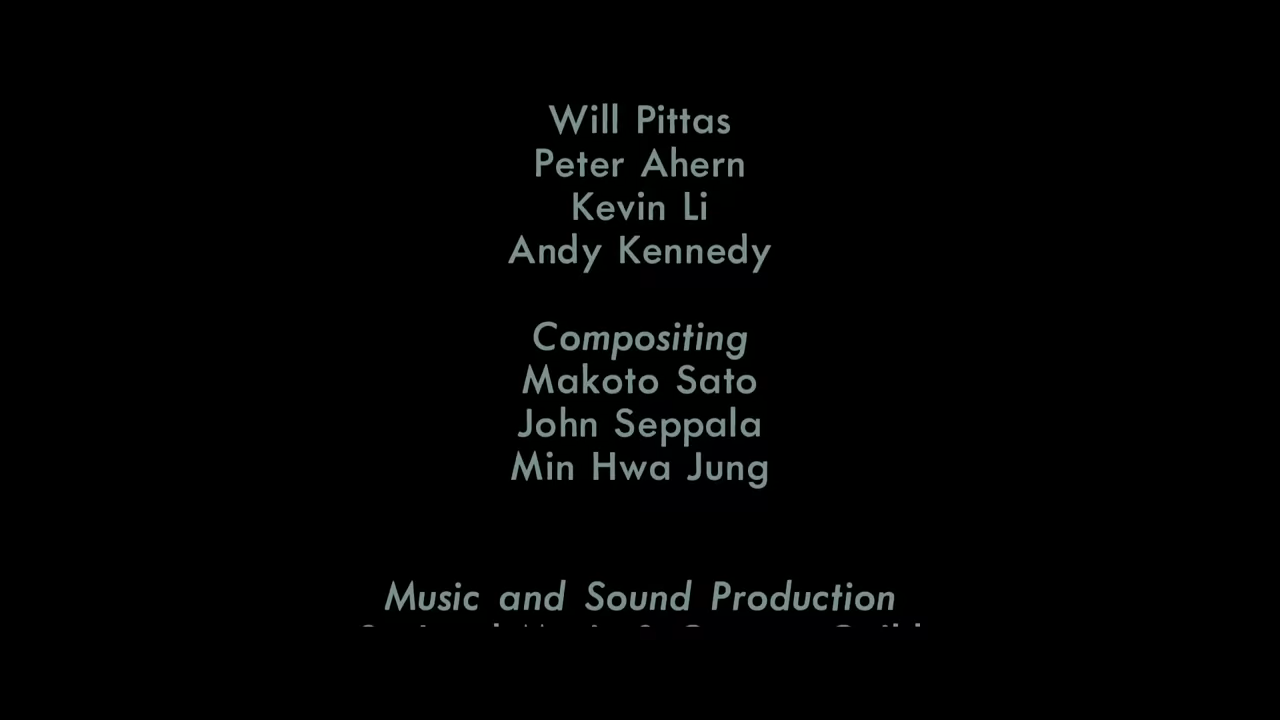 Will Pittas
Peter Ahern
Kevin Li
Andy Kennedy
Compositing
Makoto Sato
John Seppala
Min Hwa Jung
Music and Sound Production